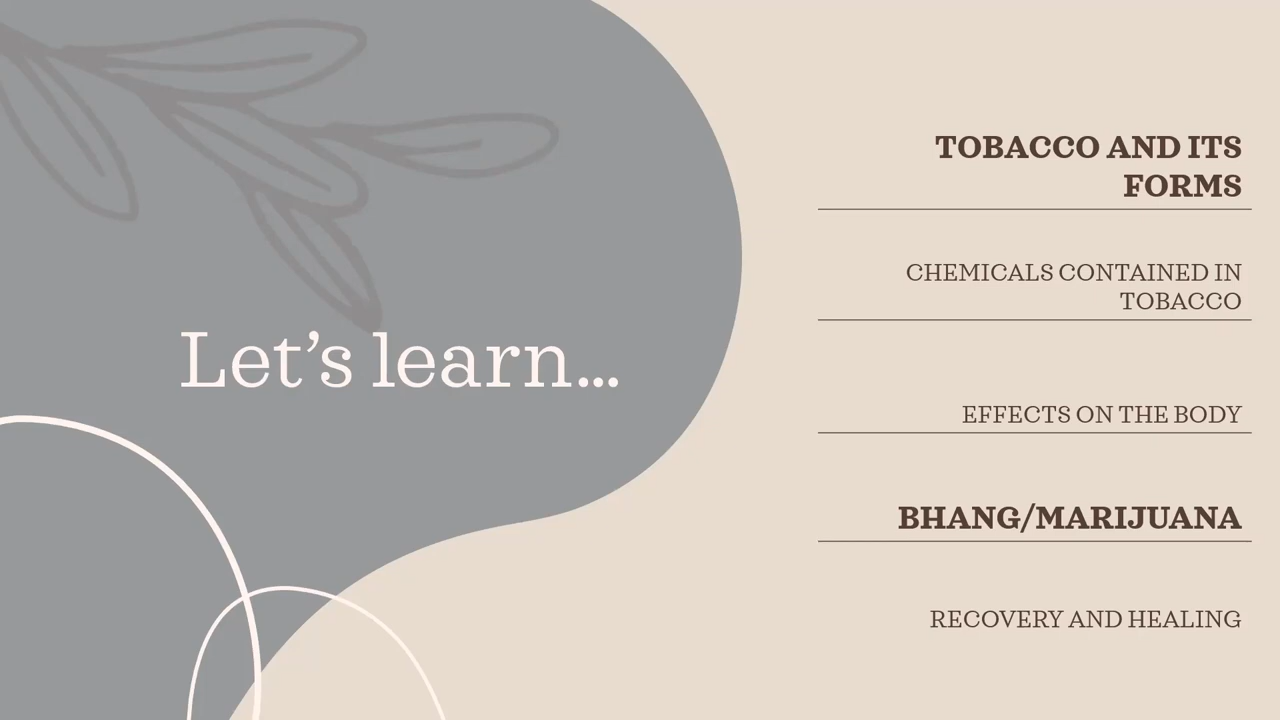 Let's learn...
TOBACCO AND ITS
FORMS
CHEMICALS CONTAINED IN
TOBACCO
EFFECTS ON THE BODY
BHANG/MARIJUANA
RECOVERY AND HEALING